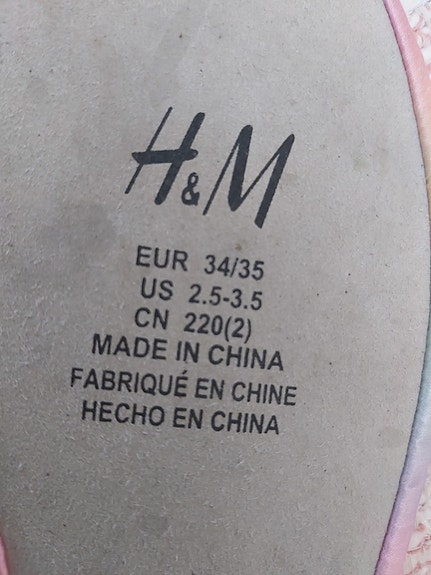 H&M
EUR 34/35
US 2.5-3.5
CN 220(2)
MADE IN CHINA
FABRIQUÉ EN CHINE
HECHO EN CHINA